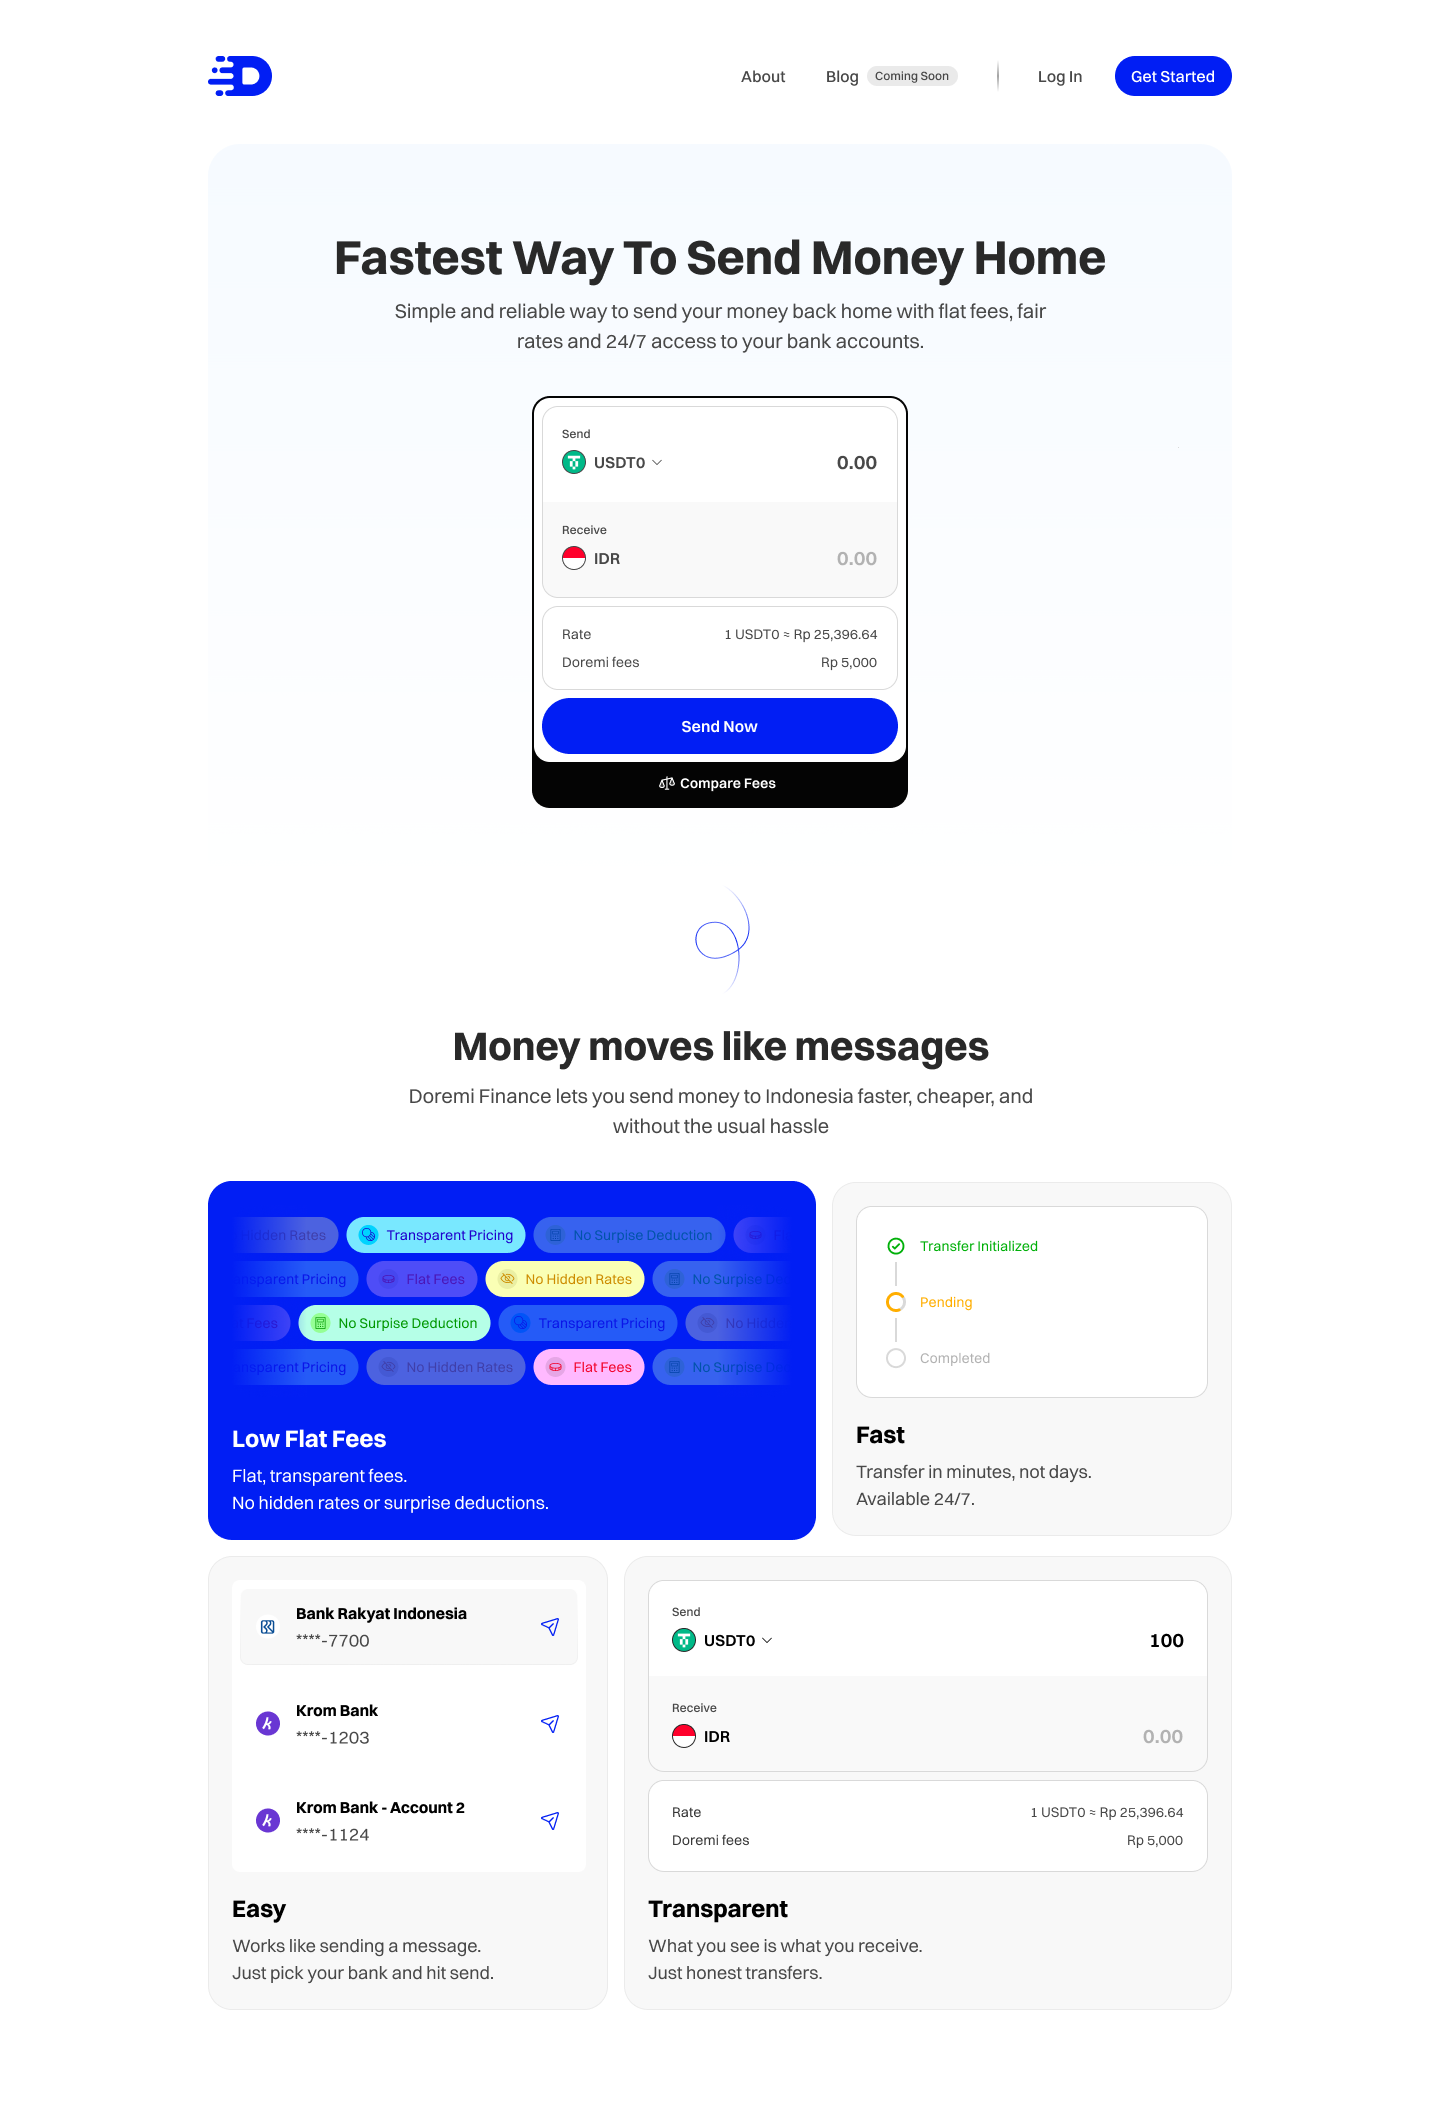 About
Blog
Coming Soon
Log In
Get Started
Fastest Way To Send Money Home
Simple and reliable way to send your money back home with flat fees, fair
rates and 24/7 access to your bank accounts.
Send
USDT0
0.00
Receive
IDR
0.00
Rate
1 USDT0 ≈ Rp 25,396.64
Doremi fees
Rp 5,000
Send Now
Compare Fees
Money moves like messages
Doremi Finance lets you send money to Indonesia faster, cheaper, and
without the usual hassle
Rates Transparent Pricing No Surpise Deduction
Pricing Flat Fees No Hidden Rates No Surpise
Fees No Surpise Deduction Transparent Pricing No
Pricing No Hidden Rates Flat Fees No Surpise
Low Flat Fees
Flat, transparent fees.
No hidden rates or surprise deductions.
Transfer Initialized
Pending
Completed
Fast
Transfer in minutes, not days.
Available 24/7.
Bank Rakyat Indonesia
****-7700
Krom Bank
****-1203
Krom Bank - Account 2
****-1124
Easy
Works like sending a message.
Just pick your bank and hit send.
Send
USDT0
100
Receive
IDR
0.00
Rate
1 USDT0 ≈ Rp 25,396.64
Doremi fees
Rp 5,000
Transparent
What you see is what you receive.
Just honest transfers.